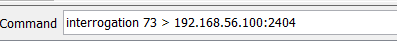 Command interrogation 73 > 192.168.56.100:2404